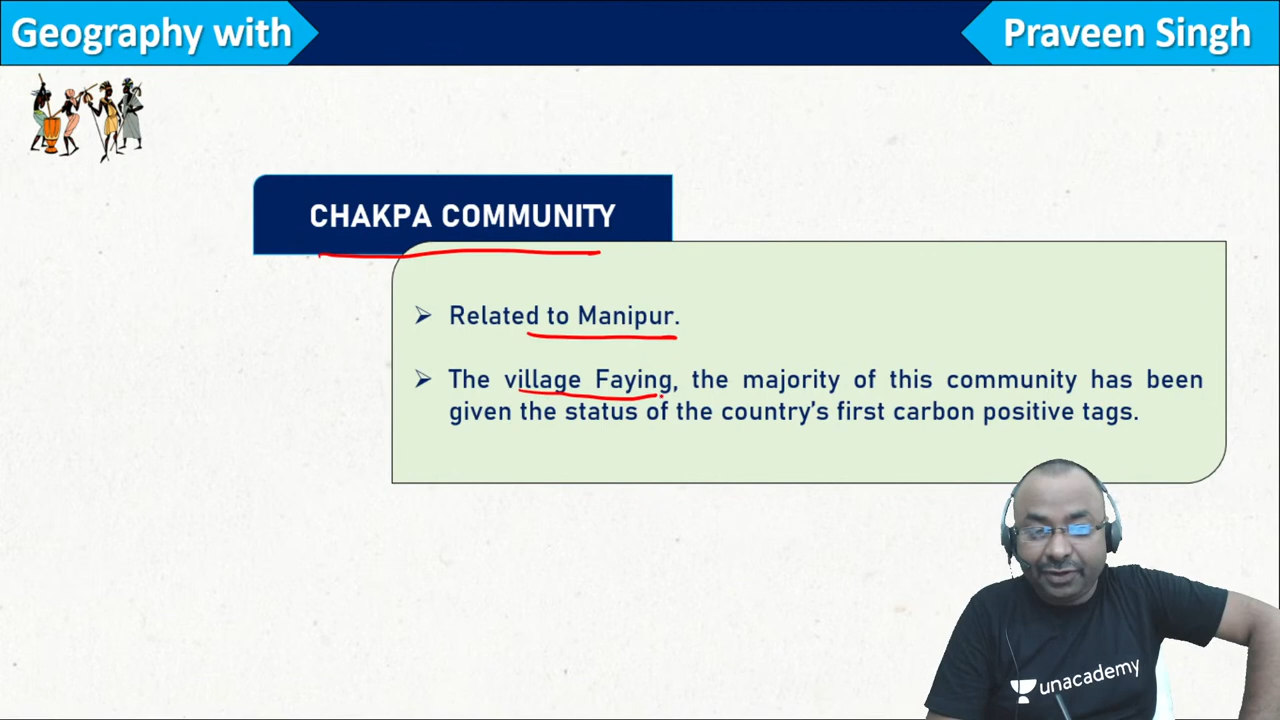 Geography with
Praveen Singh
CHAKPA COMMUNITY
Related to Manipur.
The village Faying, the majority of this community has been
given the status of the country's first carbon positive tags.
unacademy